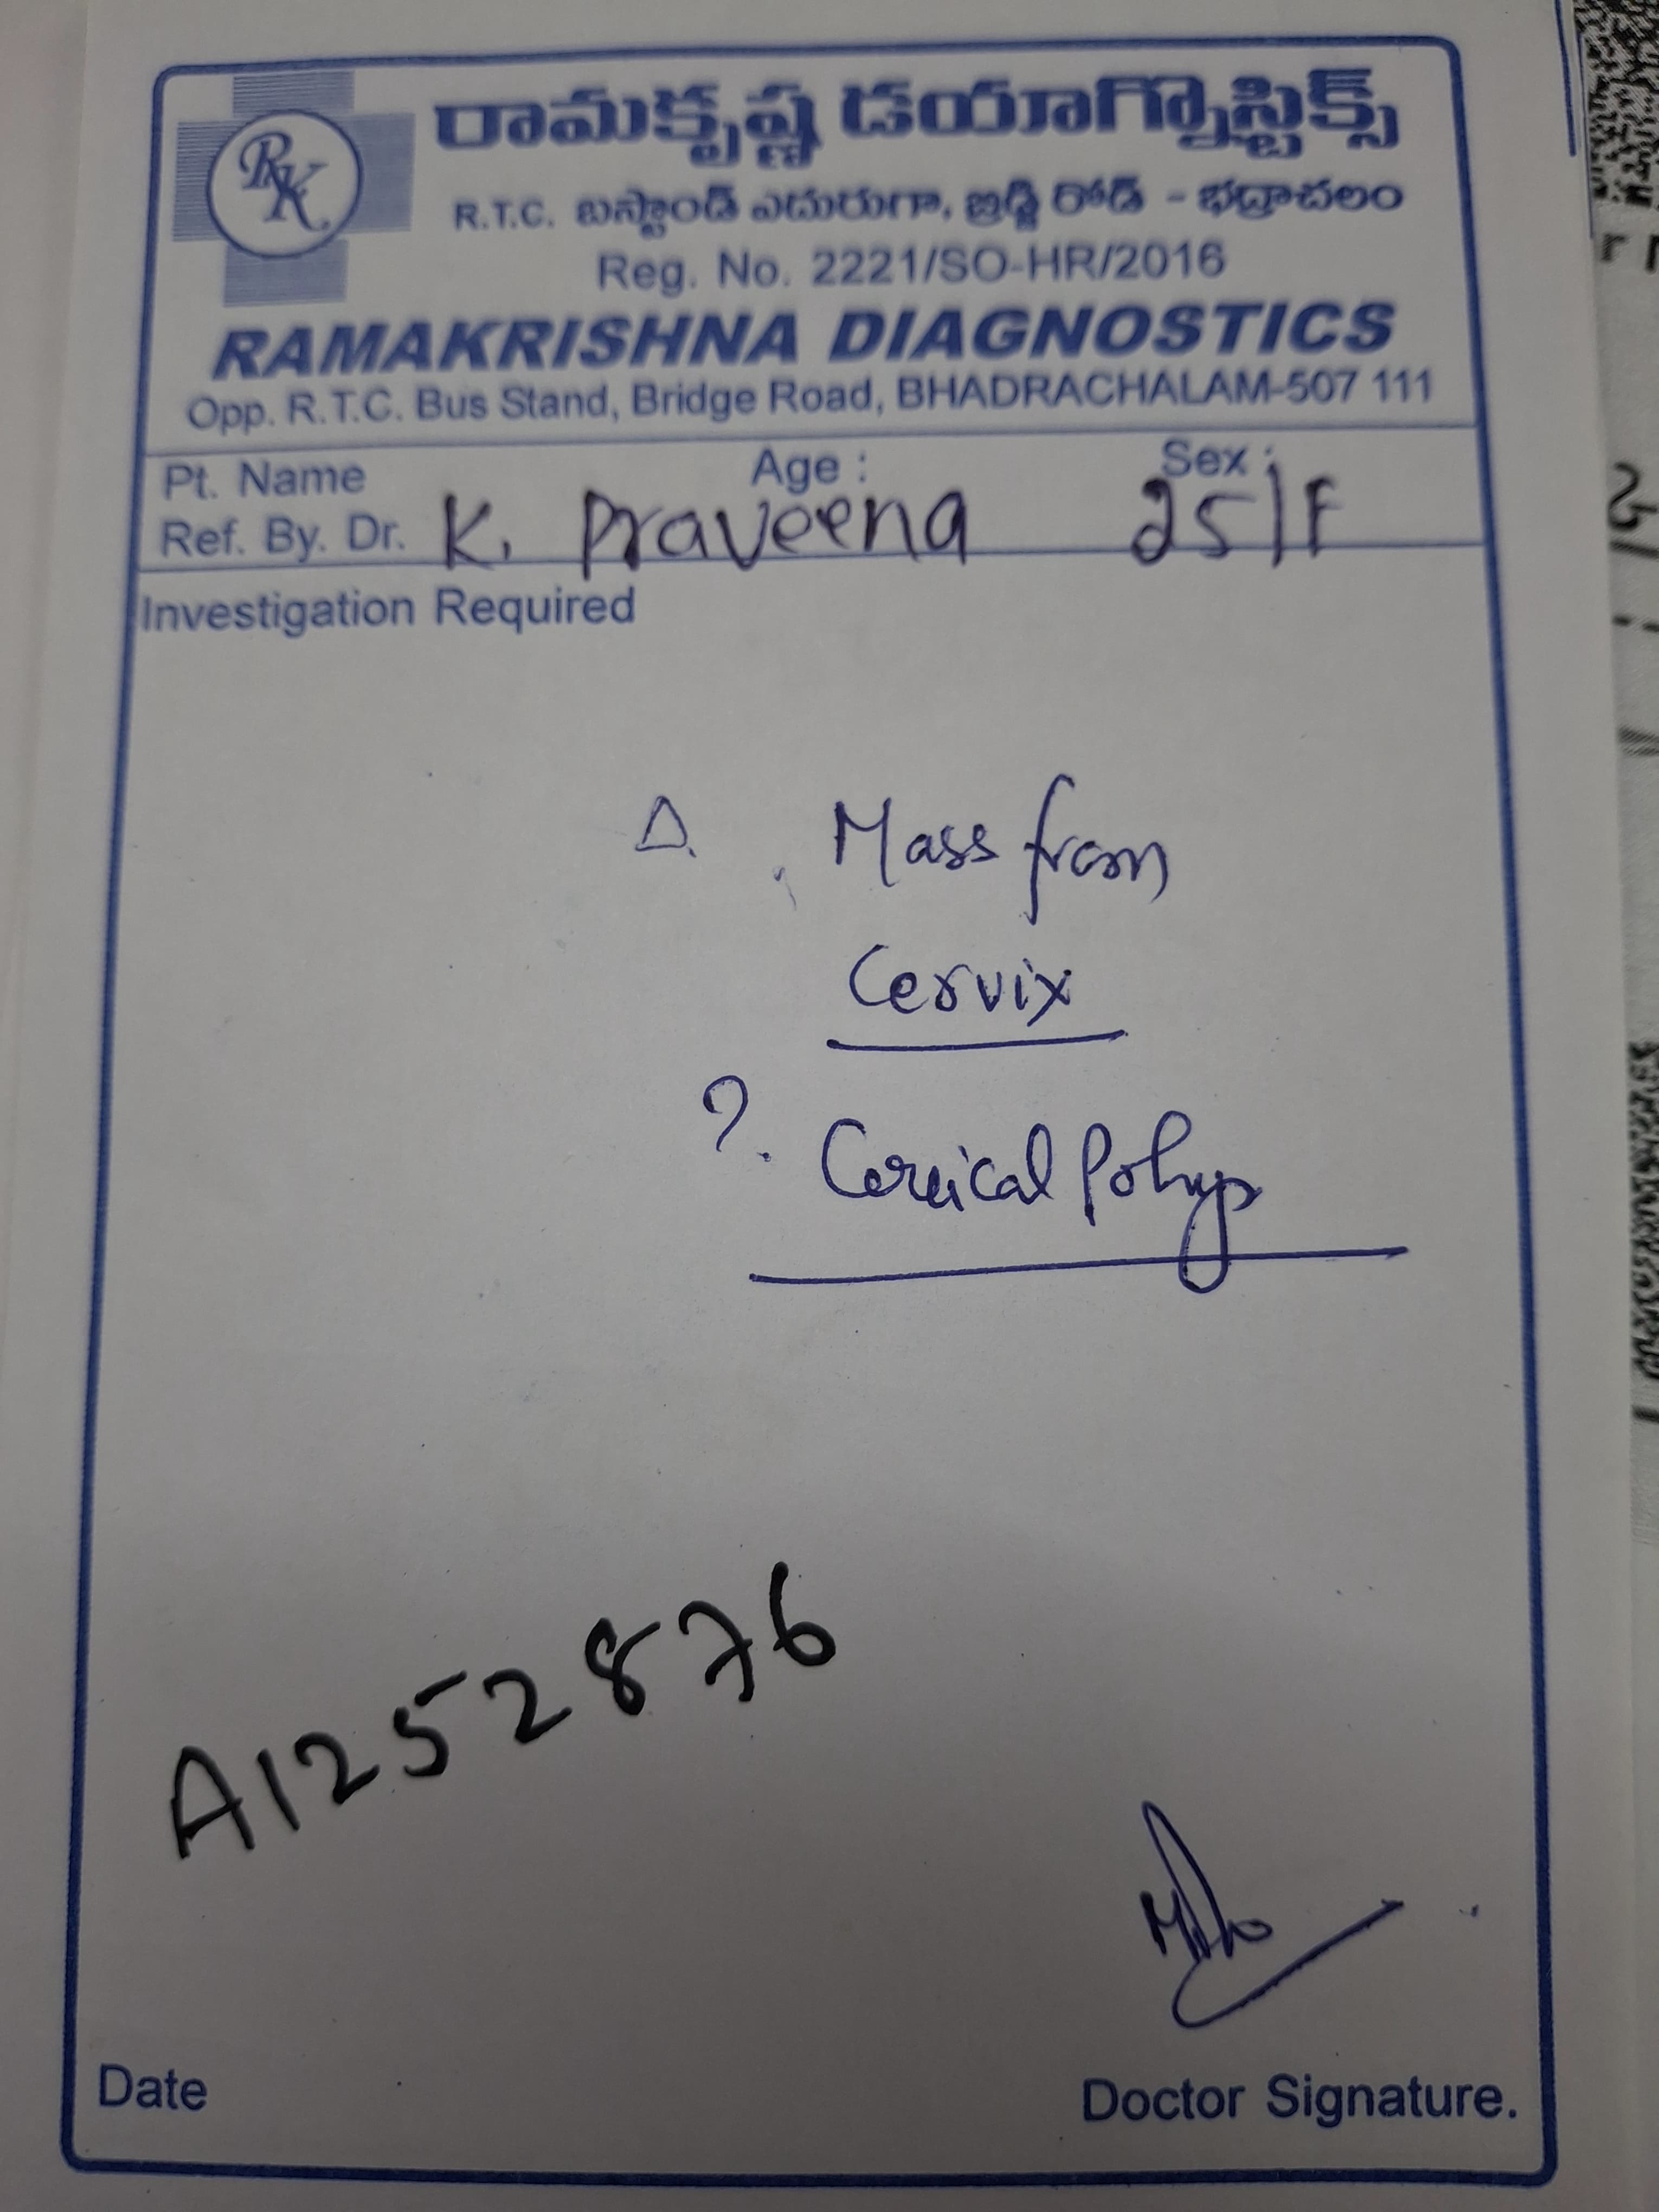 రామకృష్ణ డయాగ్నొస్టిక్స్
RK
R.T.C. బస్టాండ్ ఎదురుగా, బ్రిడ్జి రోడ్ - భద్రాచలం
Reg. No. 2221/SO-HR/2016
RAMAKRISHNA DIAGNOSTICS
Opp. R.T.C. Bus Stand, Bridge Road, BHADRACHALAM-507 111
Pt. Name Age : Sex :
Ref. By. Dr. K. Praveena 25/F
Investigation Required
Δ. Mass from
Cervix
?. Cervical Polyp
A1252876
Date Doctor Signature.